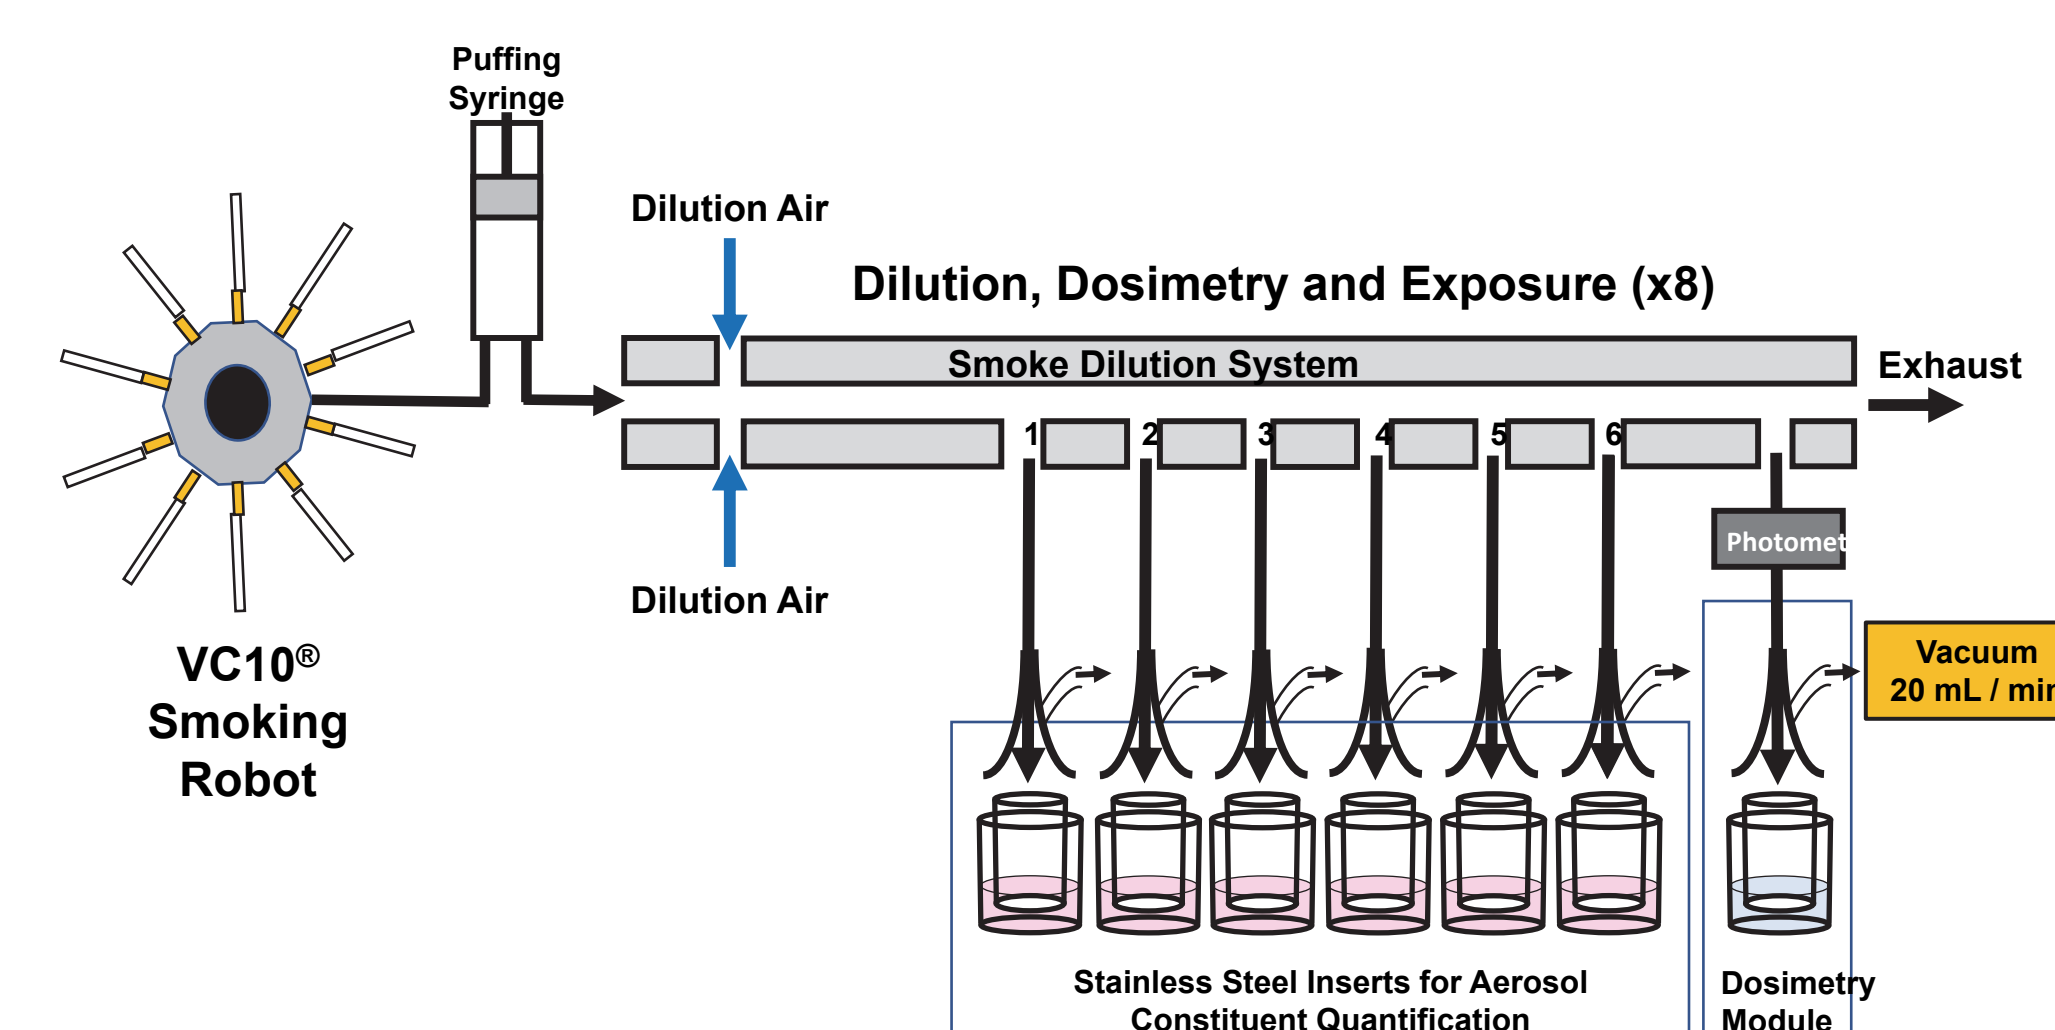 Puffing
Syringe
Dilution Air
Dilution, Dosimetry and Exposure (x8)
Smoke Dilution System
Exhaust
1 2 3 4 5 6
Photomet
Dilution Air
VC10®
Smoking
Robot
Vacuum
20 mL / min
Stainless Steel Inserts for Aerosol
Constituent Quantification
Dosimetry
Module